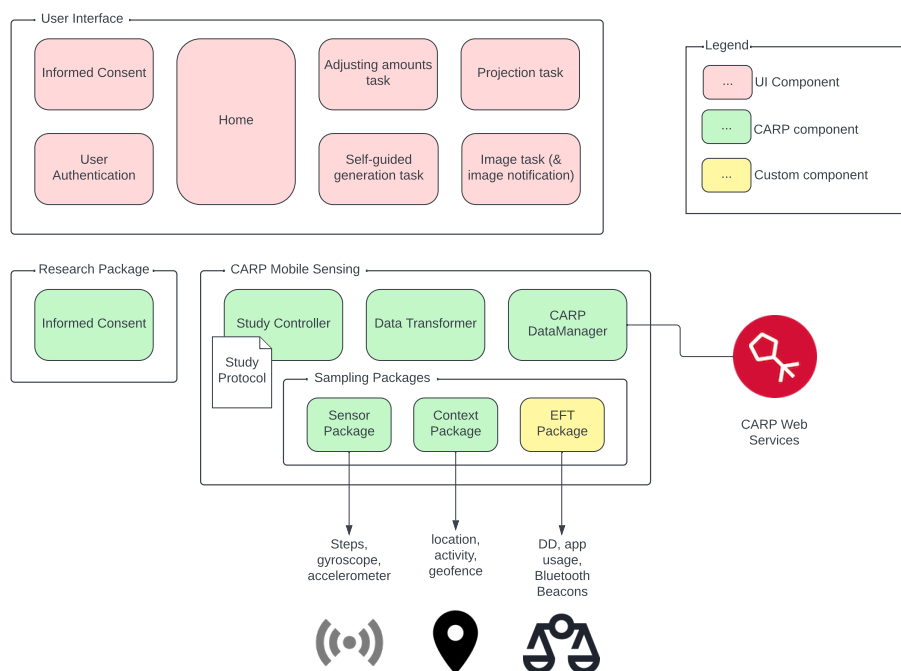 User Interface
Informed Consent
Home
Adjusting amounts
task
Projection task
User
Authentication
Self-guided
generation task
Image task (&
image notification)
Legend
...
UI Component
...
CARP component
...
Custom component
Research Package
Informed Consent
CARP Mobile Sensing
Study Controller
Data Transformer
CARP
DataManager
Study
Protocol
Sampling Packages
Sensor
Package
Context
Package
EFT
Package
CARP Web
Services
Steps,
gyroscope,
accelerometer
location,
activity,
geofence
DD, app
usage,
Bluetooth
Beacons